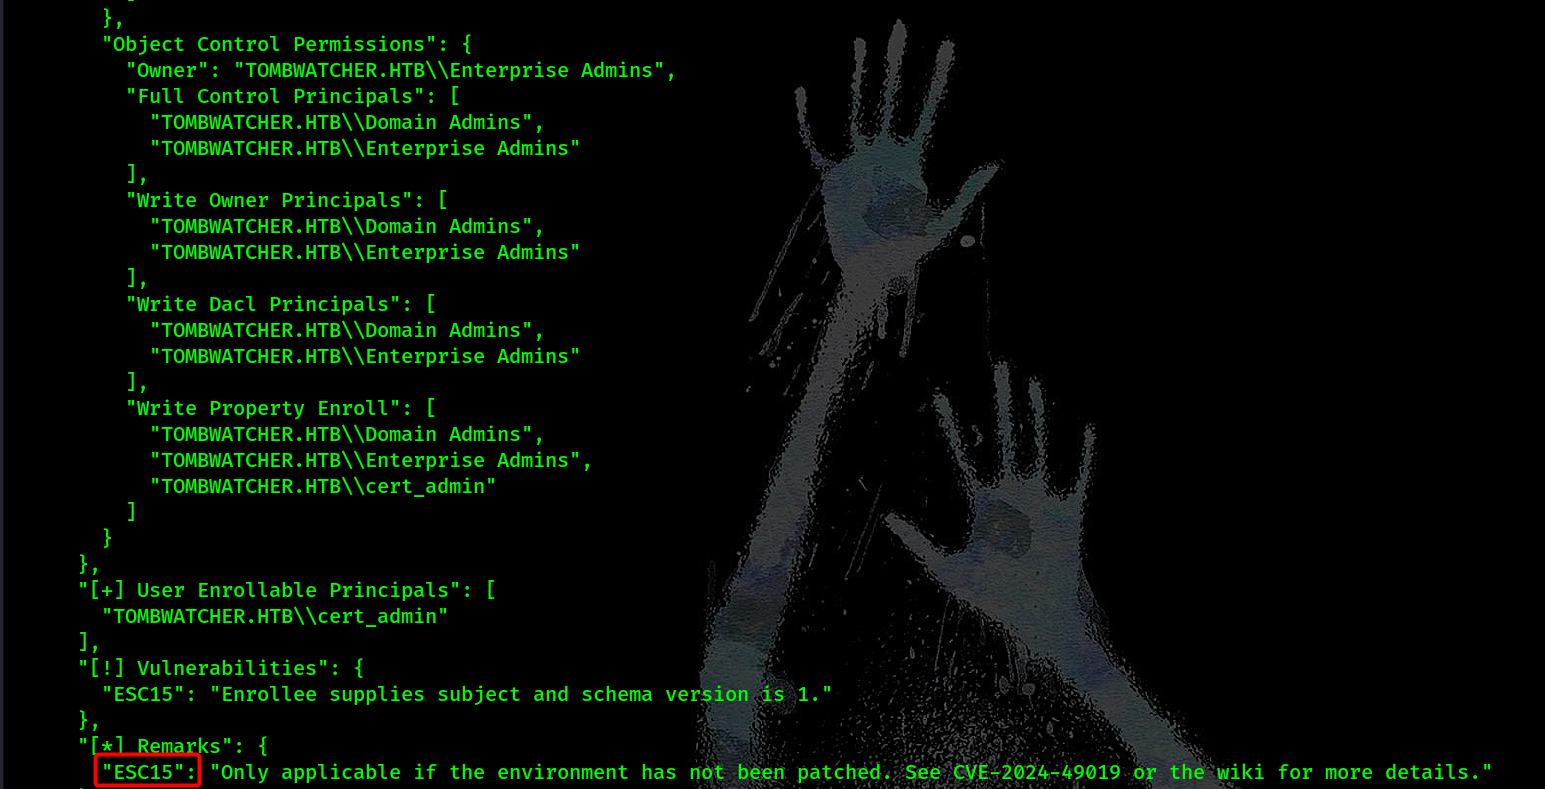 },
"Object Control Permissions": {
"Owner": "TOMBWATCHER.HTB\\Enterprise Admins",
"Full Control Principals": [
"TOMBWATCHER.HTB\\Domain Admins",
"TOMBWATCHER.HTB\\Enterprise Admins"
],
"Write Owner Principals": [
"TOMBWATCHER.HTB\\Domain Admins",
"TOMBWATCHER.HTB\\Enterprise Admins"
],
"Write Dacl Principals": [
"TOMBWATCHER.HTB\\Domain Admins",
"TOMBWATCHER.HTB\\Enterprise Admins"
],
"Write Property Enroll": [
"TOMBWATCHER.HTB\\Domain Admins",
"TOMBWATCHER.HTB\\Enterprise Admins",
"TOMBWATCHER.HTB\\cert_admin"
]
}
},
"[+] User Enrollable Principals": [
"TOMBWATCHER.HTB\\cert_admin"
],
"[!] Vulnerabilities": {
"ESC15": "Enrollee supplies subject and schema version is 1."
},
"[*] Remarks": {
"ESC15": "Only applicable if the environment has not been patched. See CVE-2024-49019 or the wiki for more details."